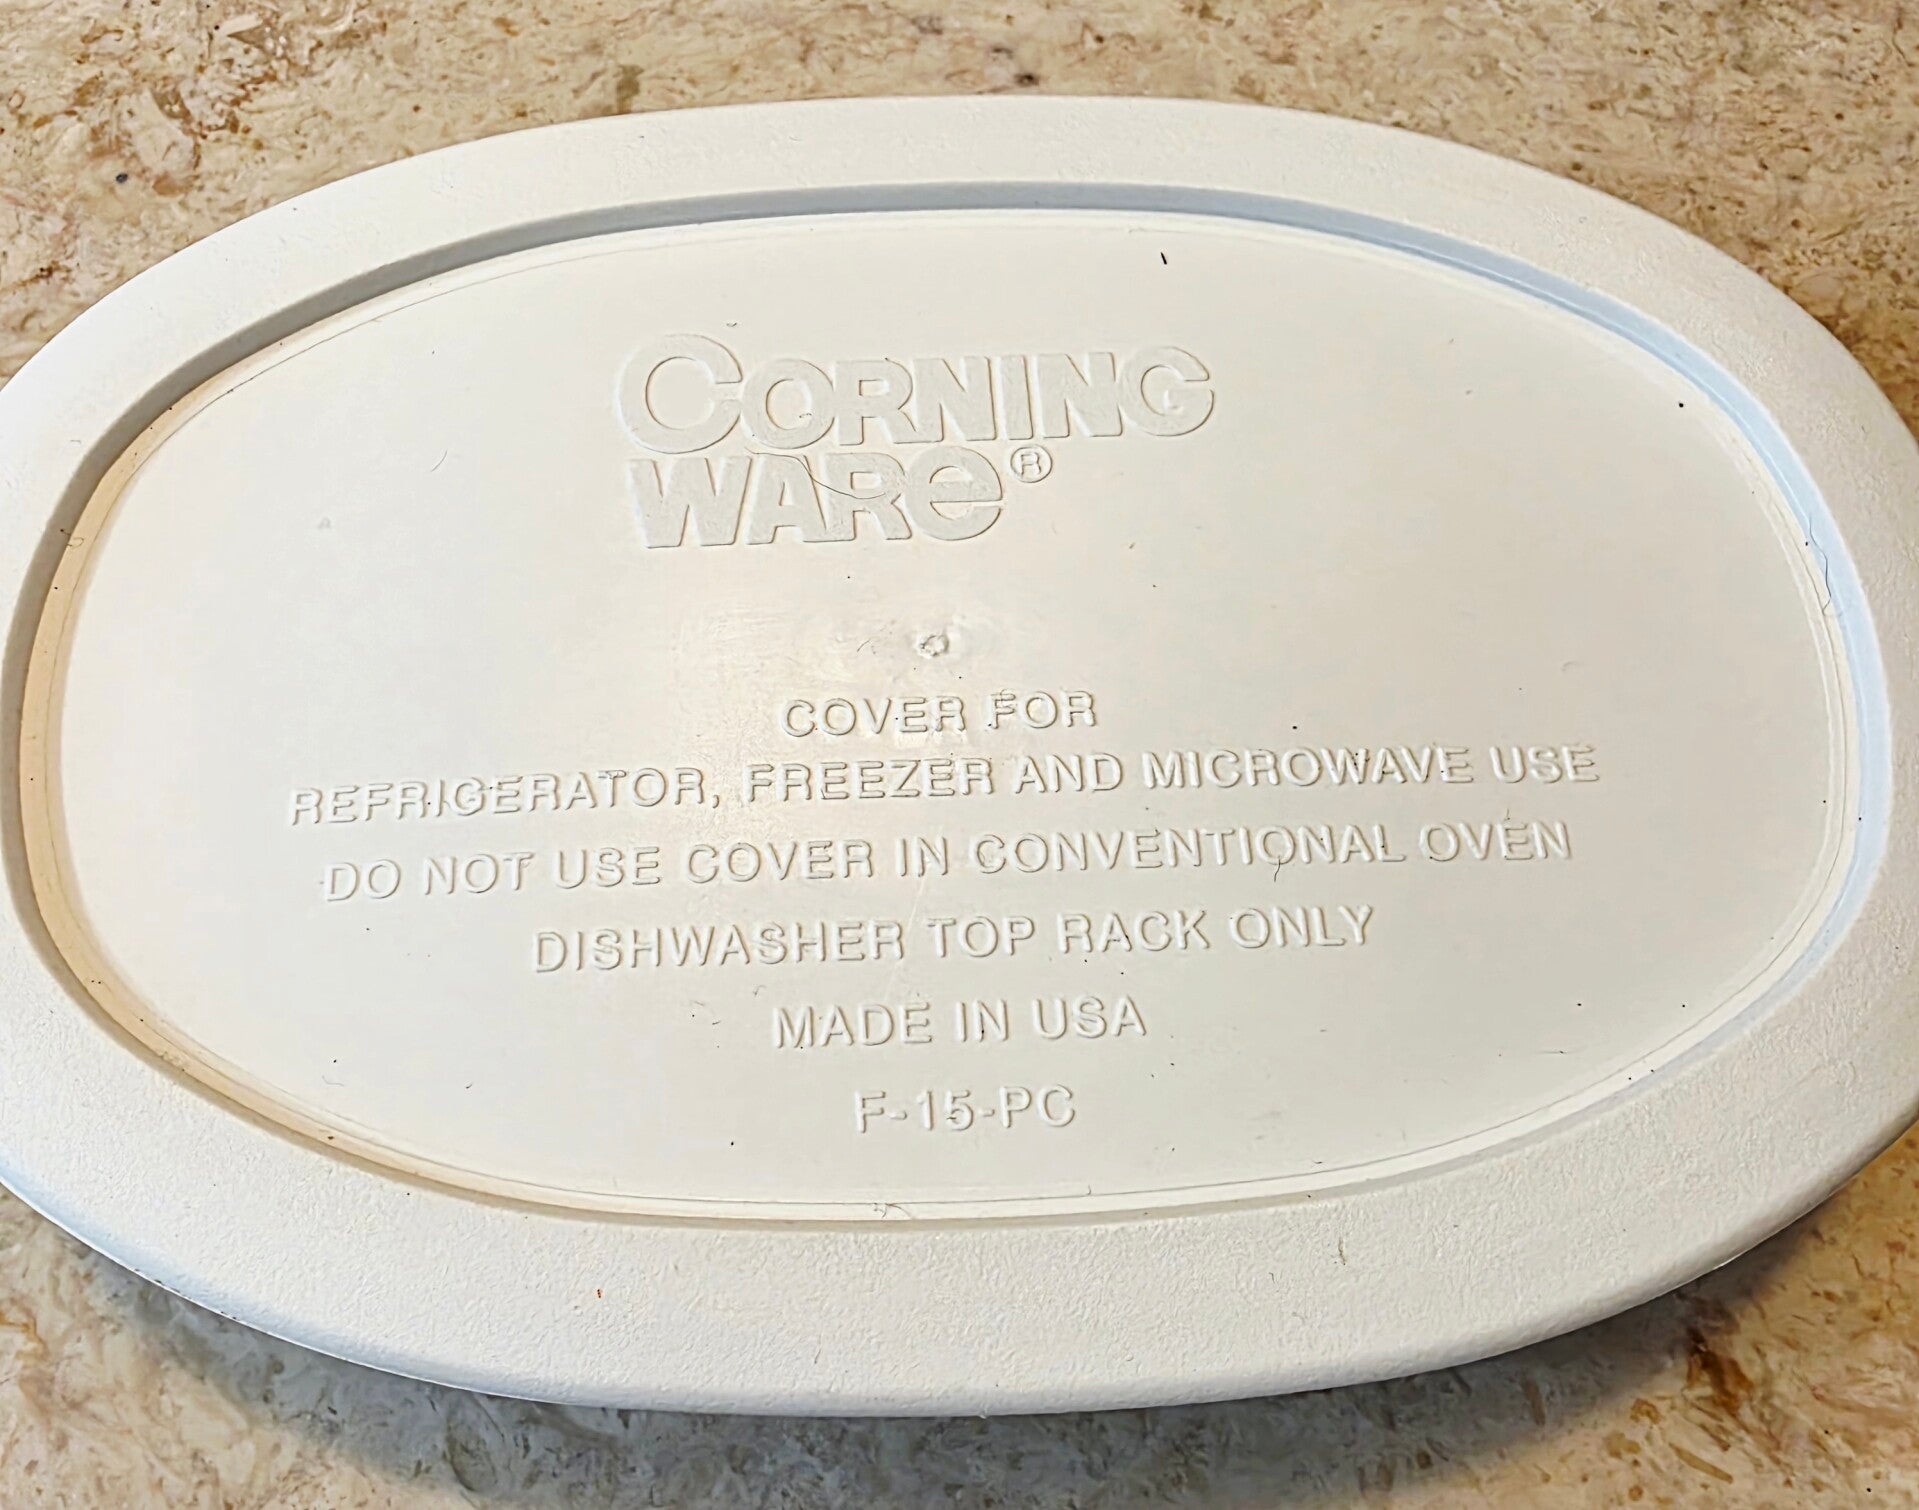 CORNING
WARe®
COVER FOR
REFRIGERATOR, FREEZER AND MICROWAVE USE
DO NOT USE COVER IN CONVENTIONAL OVEN
DISHWASHER TOP RACK ONLY
MADE IN USA
F-15-PC